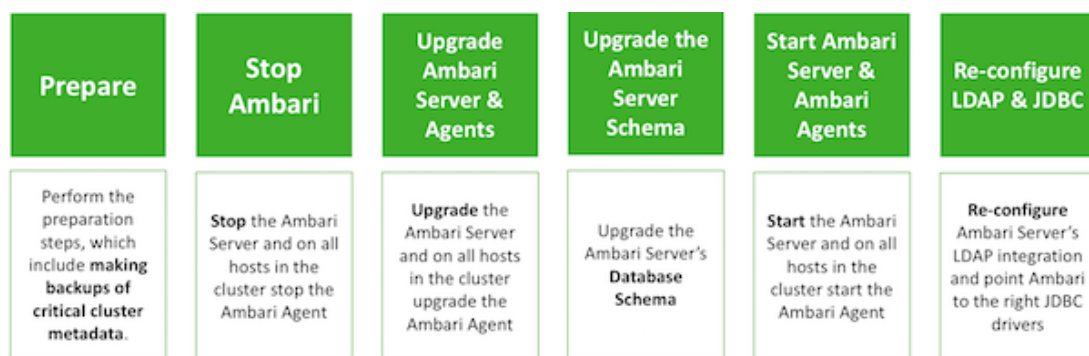 Prepare
Stop
Ambari
Upgrade
Ambari
Server &
Agents
Upgrade the
Ambari
Server
Schema
Start Ambari
Server &
Ambari
Agents
Re-configure
LDAP & JDBC
Perform the
preparation
steps, which
include making
backups of
critical cluster
metadata.
Stop the Ambari
Server and on all
hosts in the
cluster stop the
Ambari Agent
Upgrade the
Ambari Server
and on all hosts
in the cluster
upgrade the
Ambari Agent
Upgrade the
Ambari Server's
Database
Schema
Start the Ambari
Server and on all
hosts in the
cluster start the
Ambari Agent
Re-configure
Ambari Server's
LDAP integration
and point Ambari
to the right JDBC
drivers